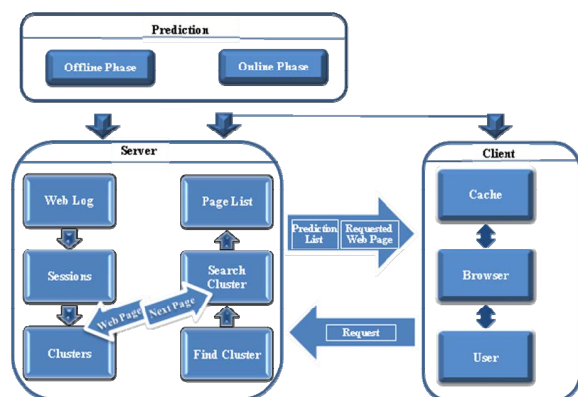 Prediction
Offline Phase
Online Phase
Server
Client
Web Log
Page List
Cache
Prediction
List
Requested
Web Page
Sessions
Search
Cluster
Browser
Web Page
Next Page
Request
Clusters
Find Cluster
User